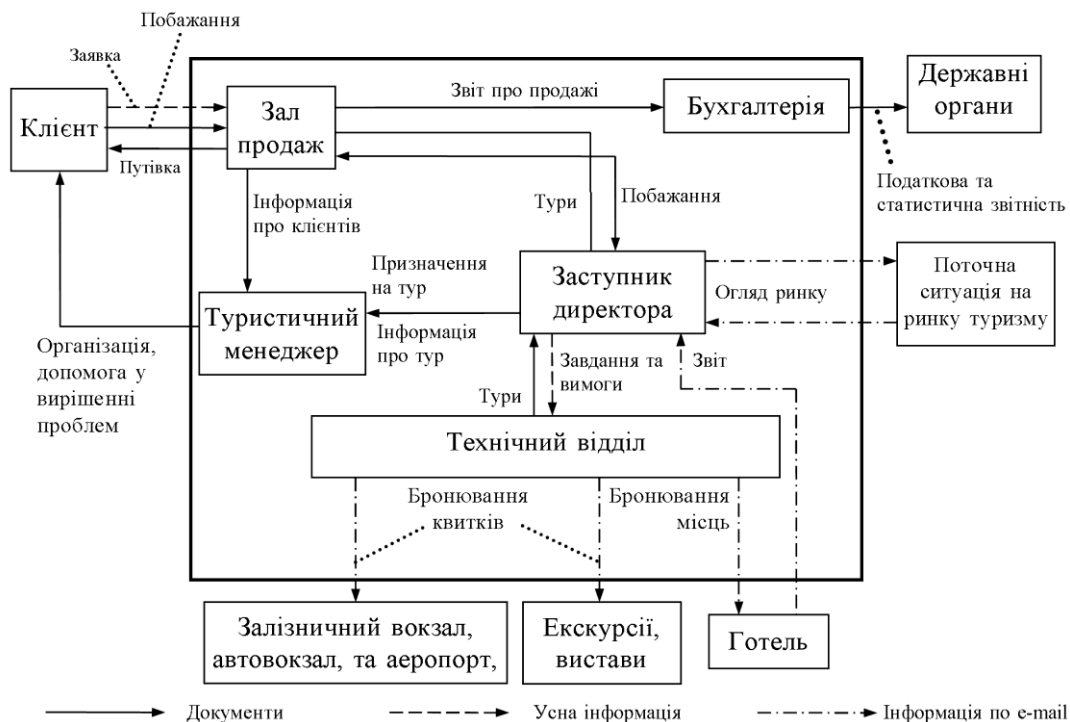 Побажання
Заявка
Клієнт
Путівка
Зал
продаж
Звіт про продажі
Бухгалтерія
Державні
органи
Податкова та
статистична звітність
Інформація
про клієнтів
Тури
Побажання
Призначення
на тур
Заступник
директора
Огляд ринку
Поточна
ситуація на
ринку туризму
Туристичний
менеджер
Інформація
про тур
Організація,
допомога у
вирішенні
проблем
Завдання та
вимоги
Звіт
Тури
Технічний відділ
Бронювання
квитків
Бронювання
місць
Залізничний вокзал,
автовокзал, та аеропорт,
Екскурсії,
вистави
Готель
Документи
Усна інформація
Інформація по e-mail